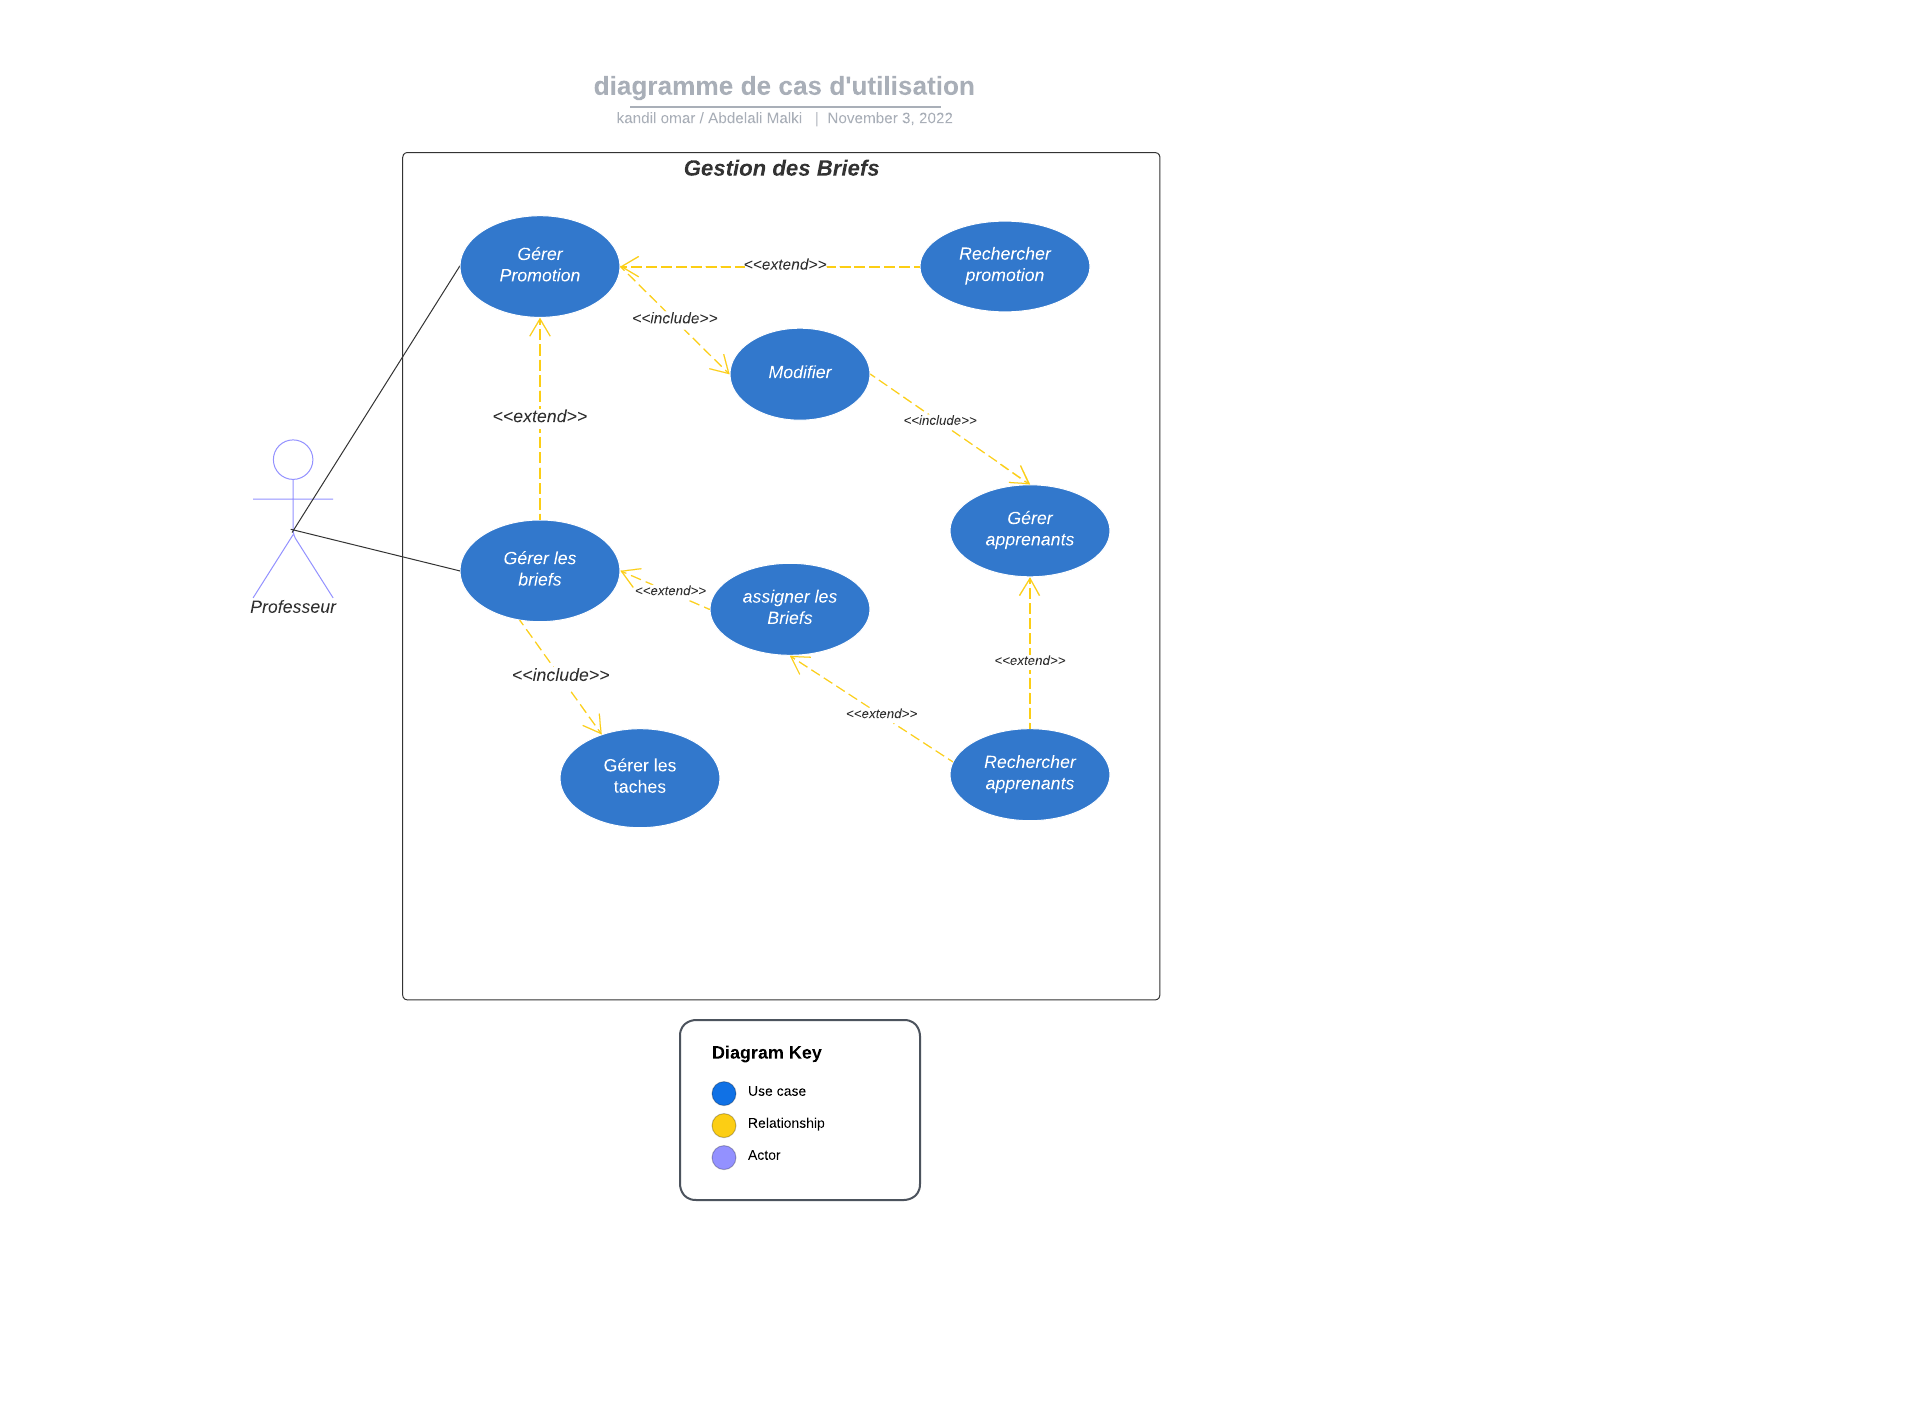 diagramme de cas d'utilisation
kandil omar / Abdelali Malki | November 3, 2022
Gestion des Briefs
Gérer
Promotion
<<extend>>
Rechercher
promotion
<<include>>
Modifier
<<extend>>
<<include>>
Gérer
apprenants
Gérer les
briefs
<<extend>>
assigner les
Briefs
Professeur
<<include>>
<<extend>>
<<extend>>
Gérer les
taches
Rechercher
apprenants
Diagram Key
Use case
Relationship
Actor